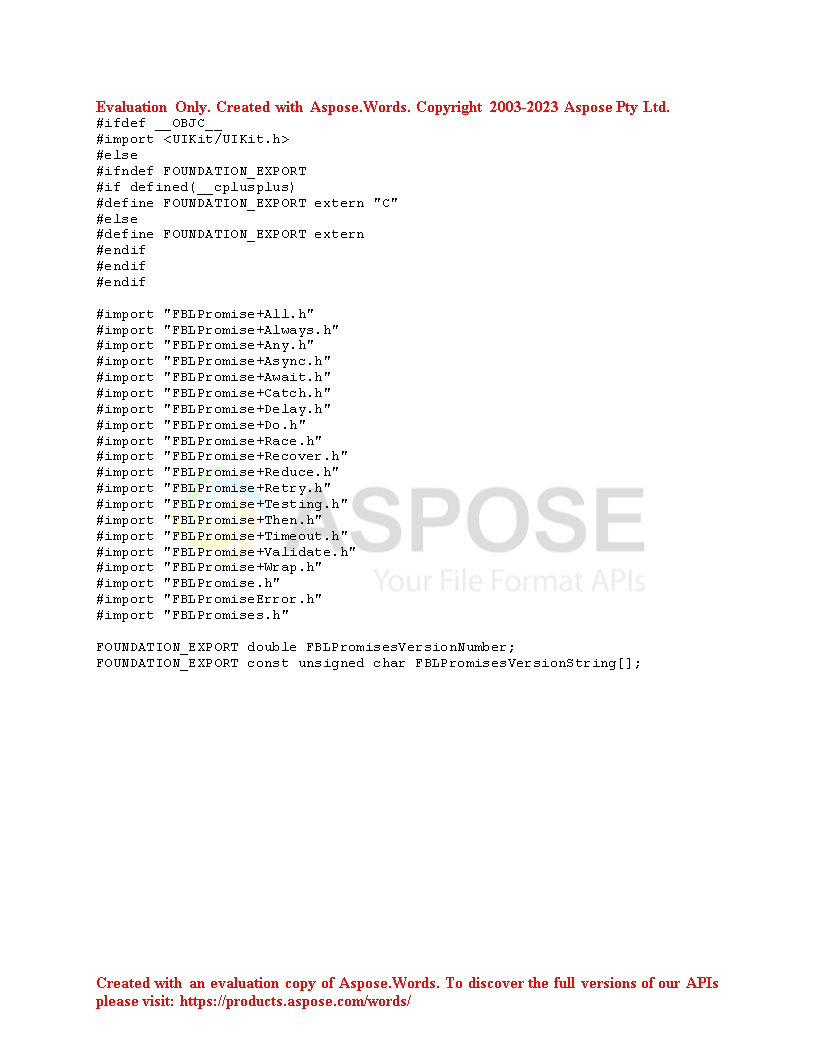 Evaluation Only. Created with Aspose.Words. Copyright 2003-2023 Aspose Pty Ltd.
#ifdef __OBJC__
#import <UIKit/UIKit.h>
#else
#ifndef FOUNDATION_EXPORT
#if defined(__cplusplus)
#define FOUNDATION_EXPORT extern "C"
#else
#define FOUNDATION_EXPORT extern
#endif
#endif
#endif

#import "FBLPromise+All.h"
#import "FBLPromise+Always.h"
#import "FBLPromise+Any.h"
#import "FBLPromise+Async.h"
#import "FBLPromise+Await.h"
#import "FBLPromise+Catch.h"
#import "FBLPromise+Delay.h"
#import "FBLPromise+Do.h"
#import "FBLPromise+Race.h"
#import "FBLPromise+Recover.h"
#import "FBLPromise+Reduce.h"
#import "FBLPromise+Retry.h"
#import "FBLPromise+Testing.h"
#import "FBLPromise+Then.h"
#import "FBLPromise+Timeout.h"
#import "FBLPromise+Validate.h"
#import "FBLPromise+Wrap.h"
#import "FBLPromise.h"
#import "FBLPromiseError.h"
#import "FBLPromises.h"
ASPOSE
Your File Format APIs

FOUNDATION_EXPORT double FBLPromisesVersionNumber;
FOUNDATION_EXPORT const unsigned char FBLPromisesVersionString[];

Created with an evaluation copy of Aspose.Words. To discover the full versions of our APIs
please visit: https://products.aspose.com/words/